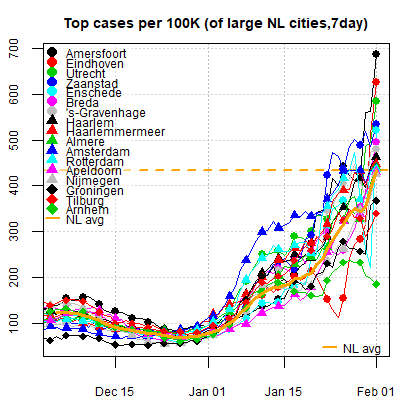 Top cases per 100K (of large NL cities,7day)
700
600
500
400
300
200
100
Amersfoort
Eindhoven
Utrecht
Zaanstad
Enschede
Breda
's-Gravenhage
Haarlem
Haarlemmermeer
Almere
Amsterdam
Rotterdam
Apeldoorn
Nijmegen
Groningen
Tilburg
Arnhem
NL avg
NL avg
Dec 15
Jan 01
Jan 15
Feb 01